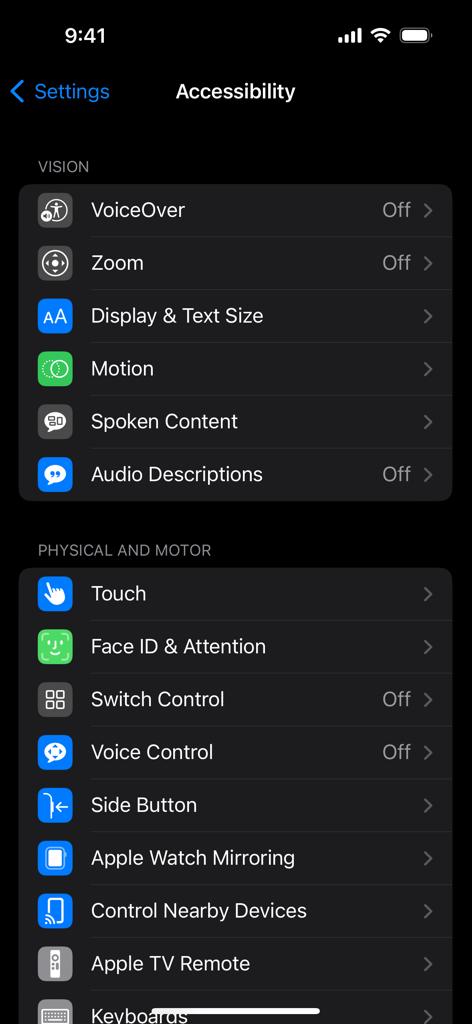 9:41
Settings
Accessibility
VISION
VoiceOver Off
Zoom Off
AA Display & Text Size
Motion
Spoken Content
Audio Descriptions Off
PHYSICAL AND MOTOR
Touch
Face ID & Attention
Switch Control Off
Voice Control Off
Side Button
Apple Watch Mirroring
Control Nearby Devices
Apple TV Remote
Keyboards